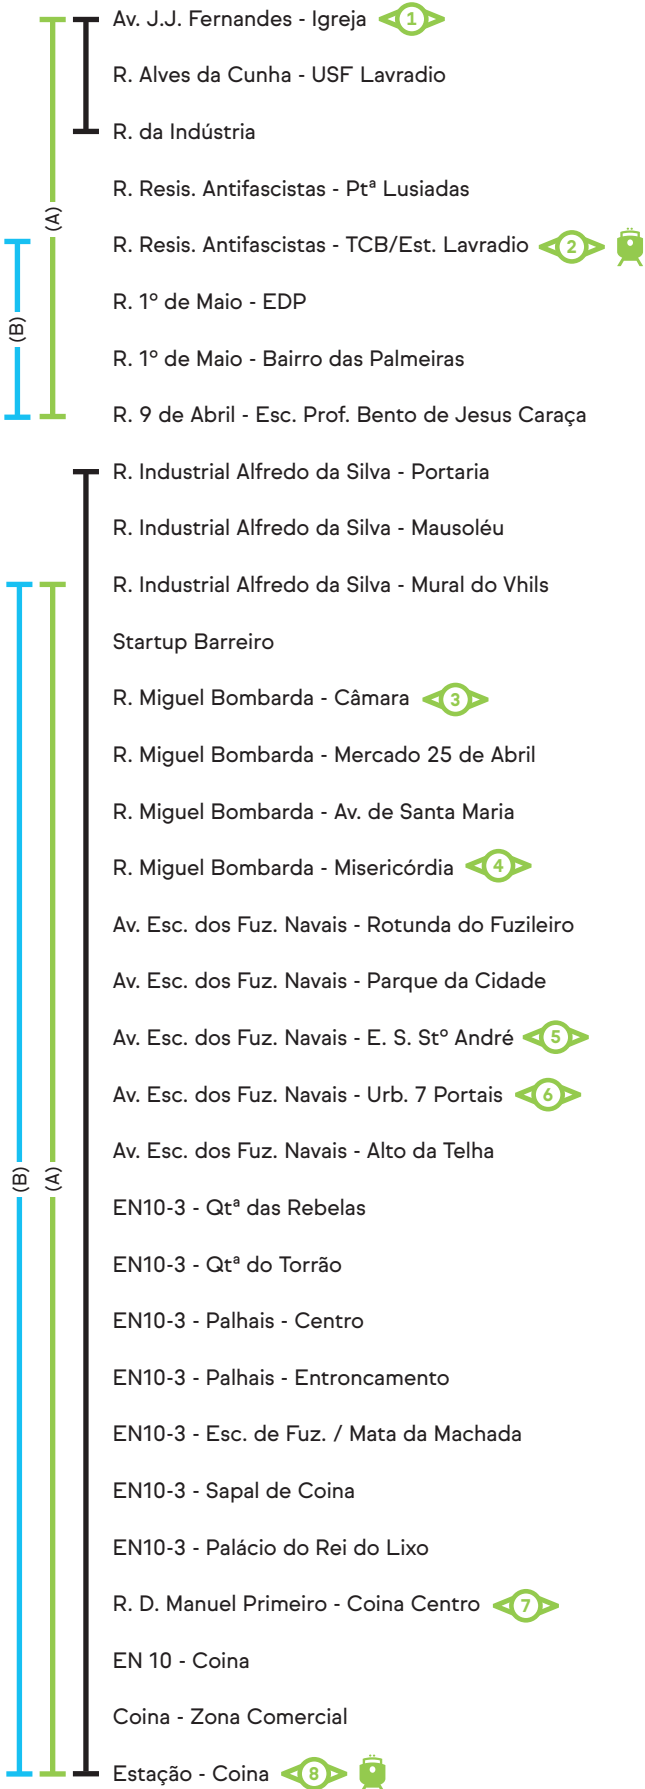 Av. J.J. Fernandes - Igreja 1
R. Alves da Cunha - USF Lavradio
R. da Indústria
R. Resis. Antifascistas - Ptª Lusiadas
(A)
R. Resis. Antifascistas - TCB/Est. Lavradio 2
R. 1º de Maio - EDP
(B)
R. 1º de Maio - Bairro das Palmeiras
R. 9 de Abril - Esc. Prof. Bento de Jesus Caraça
R. Industrial Alfredo da Silva - Portaria
R. Industrial Alfredo da Silva - Mausoléu
R. Industrial Alfredo da Silva - Mural do Vhils
Startup Barreiro
R. Miguel Bombarda - Câmara 3
R. Miguel Bombarda - Mercado 25 de Abril
R. Miguel Bombarda - Av. de Santa Maria
R. Miguel Bombarda - Misericórdia 4
Av. Esc. dos Fuz. Navais - Rotunda do Fuzileiro
Av. Esc. dos Fuz. Navais - Parque da Cidade
Av. Esc. dos Fuz. Navais - E. S. Stº André 5
Av. Esc. dos Fuz. Navais - Urb. 7 Portais 6
Av. Esc. dos Fuz. Navais - Alto da Telha
(B) (A)
EN10-3 - Qtª das Rebelas
EN10-3 - Qtª do Torrão
EN10-3 - Palhais - Centro
EN10-3 - Palhais - Entroncamento
EN10-3 - Esc. de Fuz. / Mata da Machada
EN10-3 - Sapal de Coina
EN10-3 - Palácio do Rei do Lixo
R. D. Manuel Primeiro - Coina Centro 7
EN 10 - Coina
Coina - Zona Comercial
Estação - Coina 8